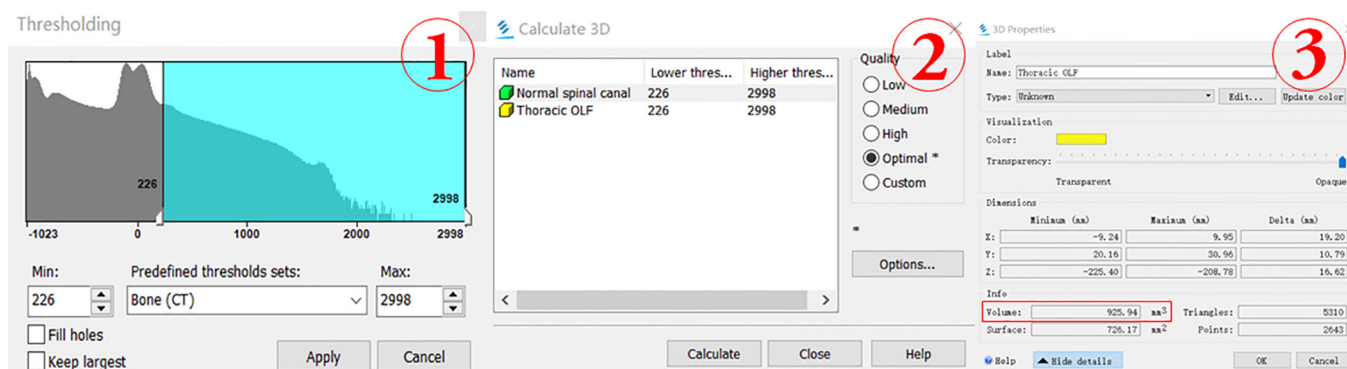 Thresholding
1
226
2998
-1023 0 1000 2000 2998
Min: Predefined thresholds sets: Max:
226 Bone (CT) 2998
Fill holes
Keep largest
Apply Cancel
Calculate 3D
2
Name Lower thres... Higher thres...
Normal spinal canal 226 2998
Thoracic OLF 226 2998
Quality
Low
Medium
High
Optimal *
Custom
*
Options...
Calculate Close Help
3D Properties
3
Label
Name: Thoracic OLF
Type: Unknown Edit... Update color
Visualization
Color:
Transparency:
Transparent Opaque
Dimensions
Minimum (mm) Maximum (mm) Delta (mm)
X: -9.24 9.95 19.20
Y: 20.16 30.96 10.79
Z: -225.40 -208.78 16.62
Info
Volume: 925.94 mm3 Triangles: 5310
Surface: 726.17 mm2 Points: 2643
Help Hide details OK Cancel